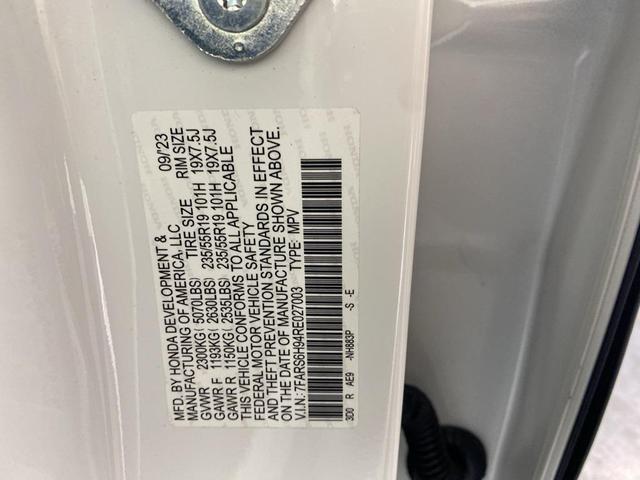 MFD. BY HONDA DEVELOPMENT &
MANUFACTURING OF AMERICA, LLC 09/23
TIRE SIZE RIM SIZE
GVWR 2300KG ( 5070LBS)
GAWR F 1193KG ( 2630LBS) 235/55R19 101H 19X7.5J
GAWR R 1150KG ( 2535LBS) 235/55R19 101H 19X7.5J
THIS VEHICLE CONFORMS TO ALL APPLICABLE
FEDERAL MOTOR VEHICLE SAFETY
AND THEFT PREVENTION STANDARDS IN EFFECT
ON THE DATE OF MANUFACTURE SHOWN ABOVE.
V.I.N.: 7FARS6H94RE027003 TYPE: MPV
3D0 R AE9 -NH883P -S -E